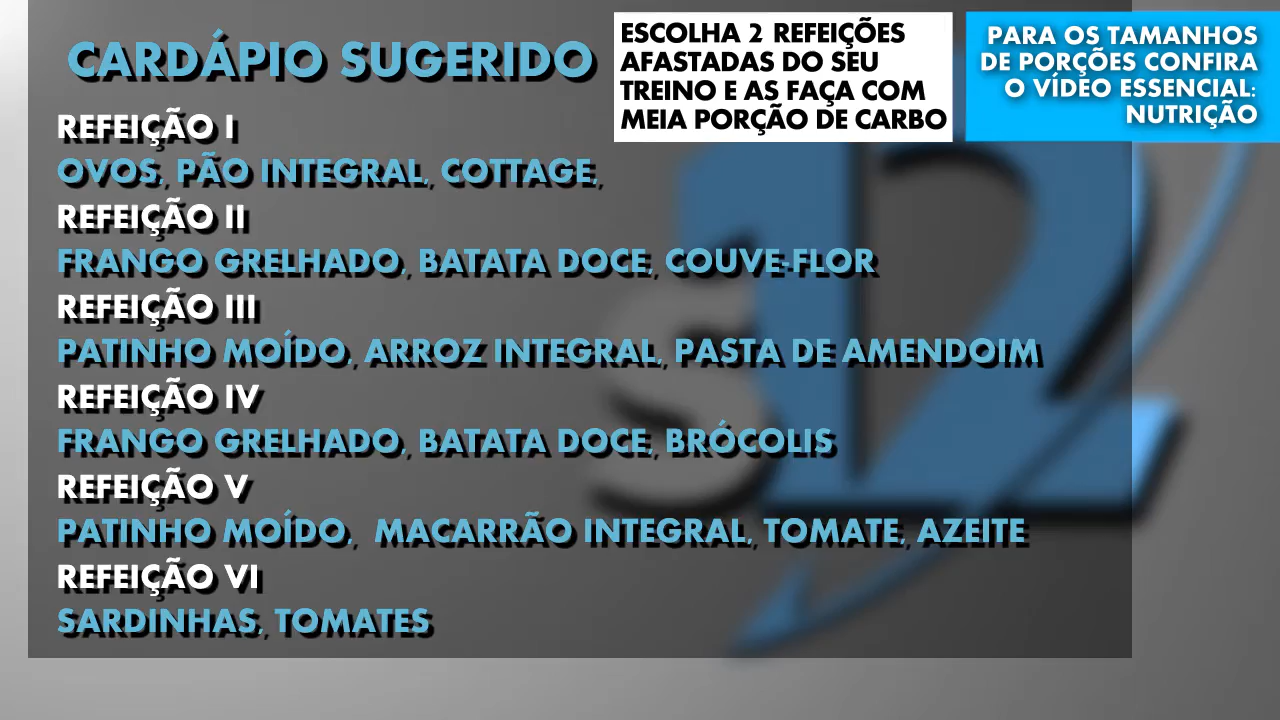 CARDÁPIO SUGERIDO
ESCOLHA 2 REFEIÇÕES
AFASTADAS DO SEU
TREINO E AS FAÇA COM
MEIA PORÇÃO DE CARBO
PARA OS TAMANHOS
DE PORÇÕES CONFIRA
O VÍDEO ESSENCIAL:
NUTRIÇÃO
REFEIÇÃO I
OVOS, PÃO INTEGRAL, COTTAGE,
REFEIÇÃO II
FRANGO GRELHADO, BATATA DOCE, COUVE-FLOR
REFEIÇÃO III
PATINHO MOÍDO, ARROZ INTEGRAL, PASTA DE AMENDOIM
REFEIÇÃO IV
FRANGO GRELHADO, BATATA DOCE, BRÓCOLIS
REFEIÇÃO V
PATINHO MOÍDO,  MACARRÃO INTEGRAL, TOMATE, AZEITE
REFEIÇÃO VI
SARDINHAS, TOMATES
S12